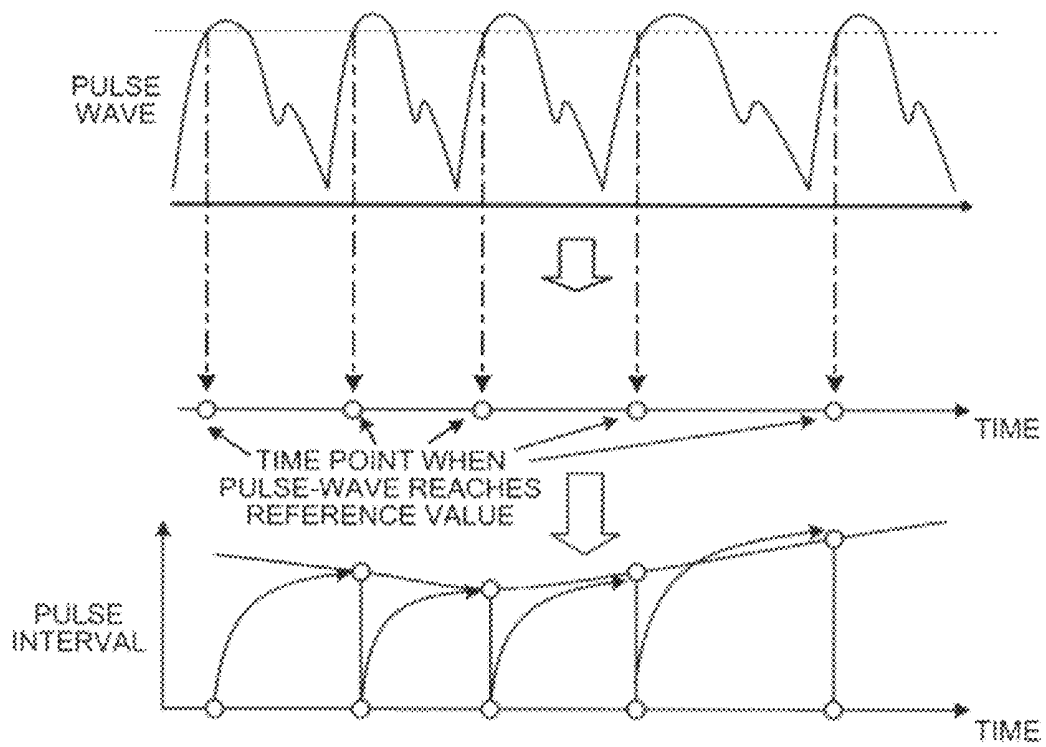 PULSE
WAVE
TIME
TIME POINT WHEN
PULSE-WAVE REACHES
REFERENCE VALUE
PULSE
INTERVAL
TIME